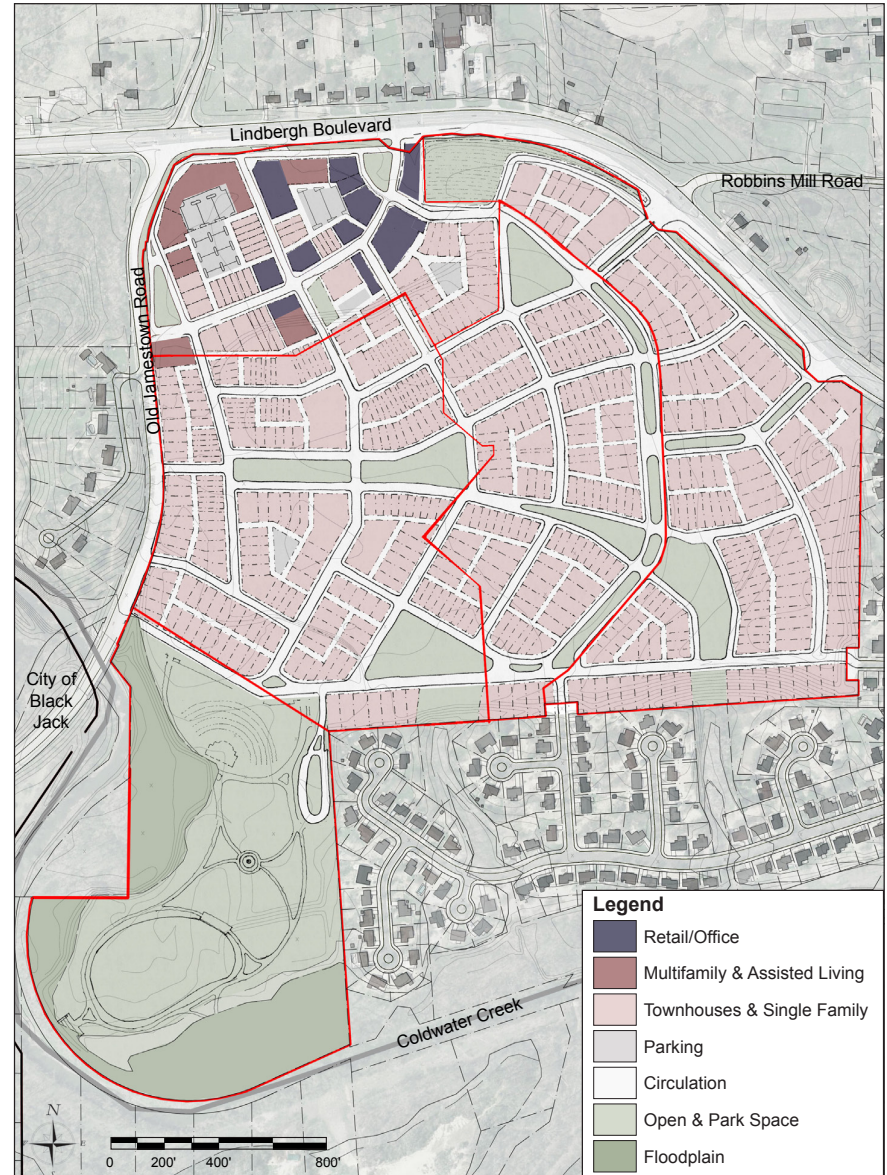 Lindbergh Boulevard
Robbins Mill Road
Old Jamestown Road
City of
Black
Jack
Coldwater Creek
Legend
Retail/Office
Multifamily & Assisted Living
Townhouses & Single Family
Parking
Circulation
Open & Park Space
Floodplain
N
E
0 200' 400' 800'